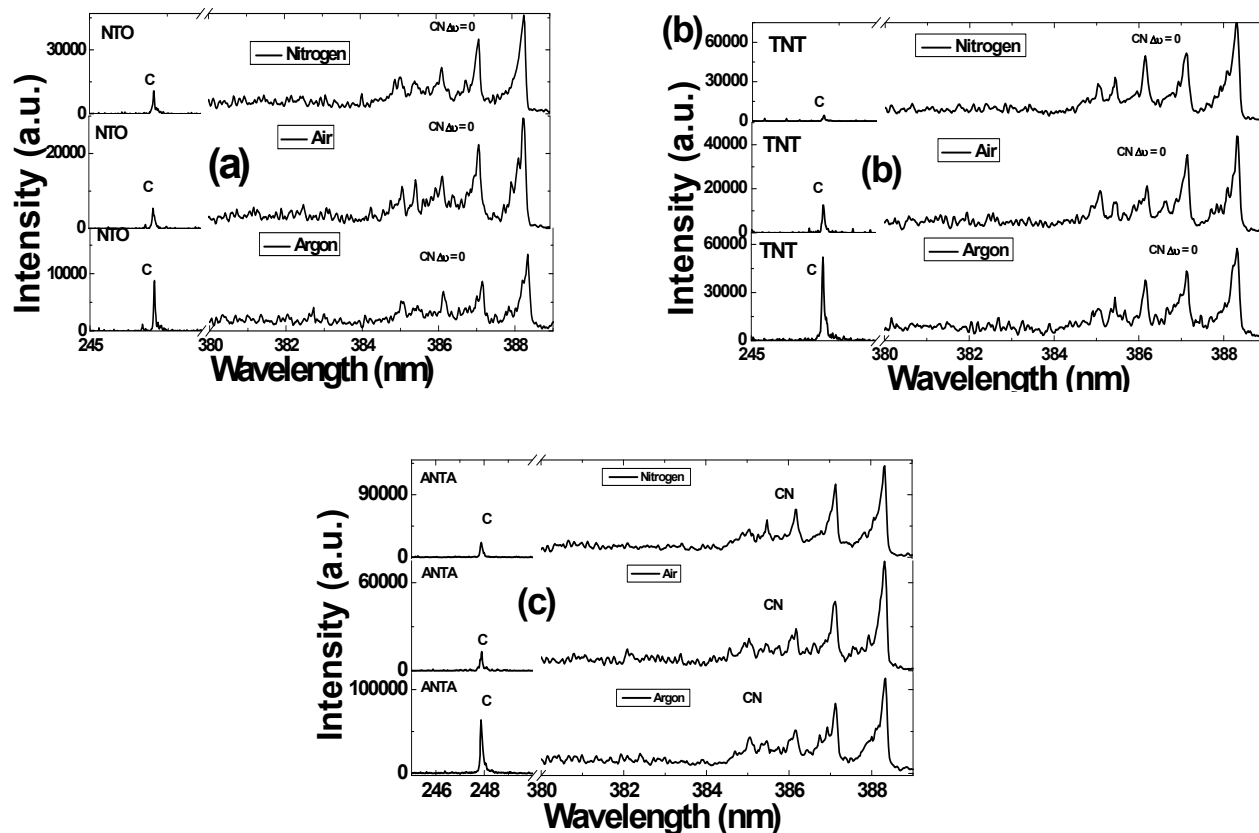 NTO
C
Nitrogen
CN Δυ = 0
30000
0
NTO
C
Air
CN Δυ = 0
20000
0
(a)
NTO
C
Argon
CN Δυ = 0
10000
0
245
380
382
384
386
388
Intensity (a.u.)
Wavelength (nm)
(b)
TNT
C
Nitrogen
CN Δυ = 0
60000
30000
0
TNT
C
Air
CN Δυ = 0
40000
20000
0
(b)
TNT
C
Argon
CN Δυ = 0
60000
30000
0
245
380
382
384
386
388
Intensity (a.u.)
Wavelength (nm)
ANTA
C
Nitrogen
CN
90000
0
ANTA
C
Air
CN
60000
0
(c)
ANTA
C
Argon
CN
100000
0
246
248
380
382
384
386
388
Intensity (a.u.)
Wavelength (nm)